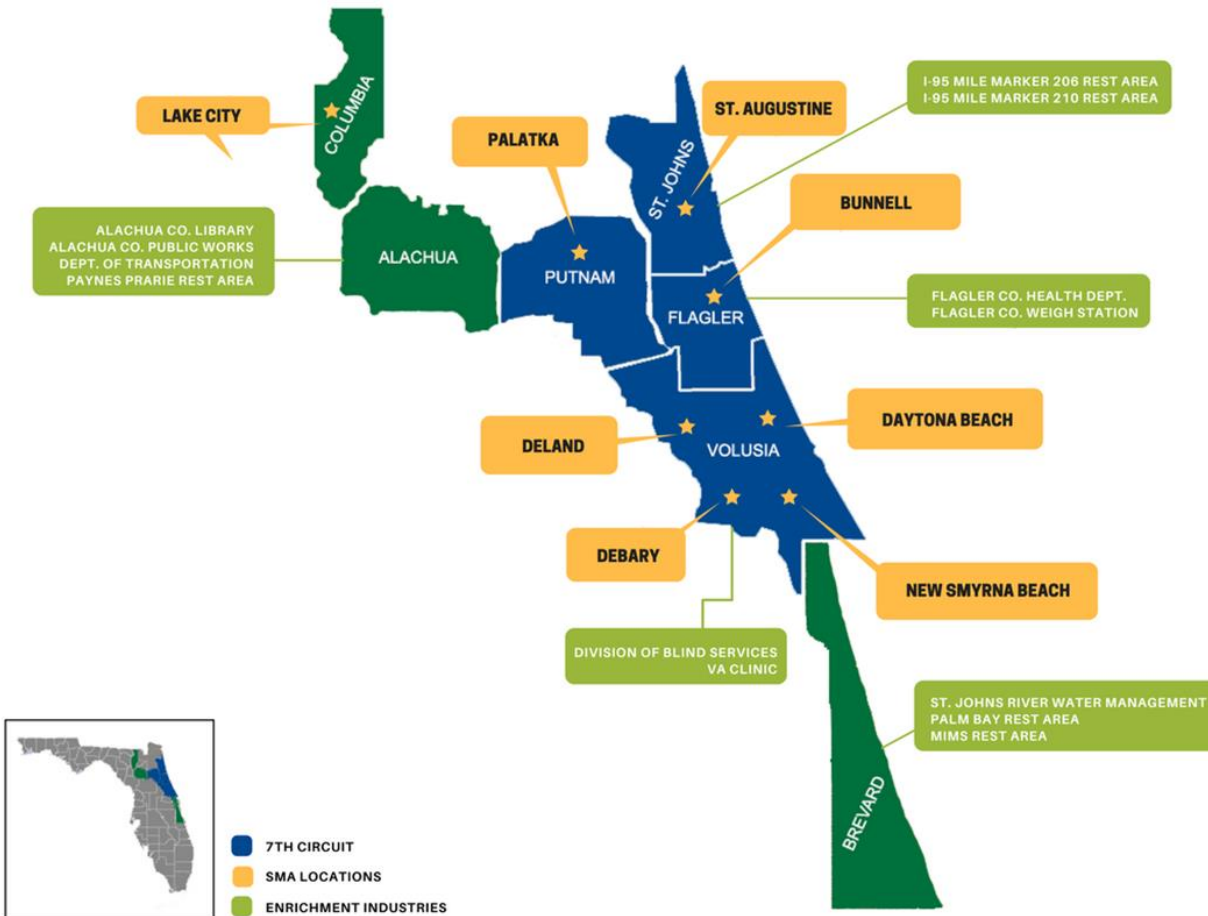 I-95 MILE MARKER 206 REST AREA
I-95 MILE MARKER 210 REST AREA
LAKE CITY
COLUMBIA
PALATKA
ST. AUGUSTINE
ST. JOHNS
BUNNELL
ALACHUA CO. LIBRARY
ALACHUA CO. PUBLIC WORKS
DEPT. OF TRANSPORTATION
PAYNES PRARIE REST AREA
ALACHUA
PUTNAM
FLAGLER
FLAGLER CO. HEALTH DEPT.
FLAGLER CO. WEIGH STATION
DELAND
VOLUSIA
DAYTONA BEACH
DEBARY
NEW SMYRNA BEACH
DIVISION OF BLIND SERVICES
VA CLINIC
ST. JOHNS RIVER WATER MANAGEMENT
PALM BAY REST AREA
MIMS REST AREA
BREVARD
7TH CIRCUIT
SMA LOCATIONS
ENRICHMENT INDUSTRIES